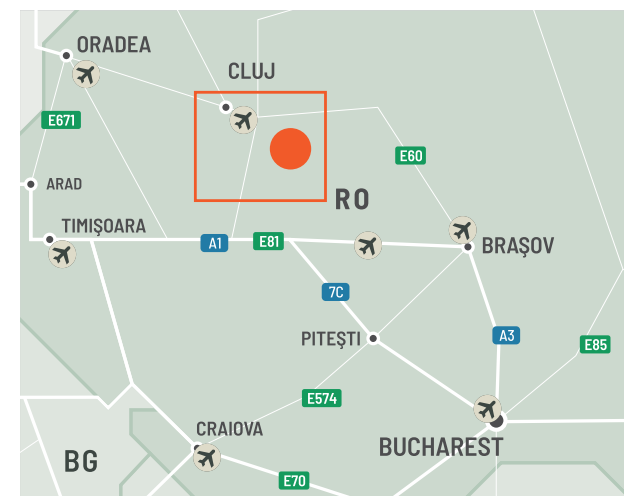 ORADEA
CLUJ
E671
E60
ARAD
RO
TIMIŞOARA
A1
E81
BRAŞOV
7C
PITEŞTI
A3
E85
E574
CRAIOVA
BUCHAREST
BG
E70